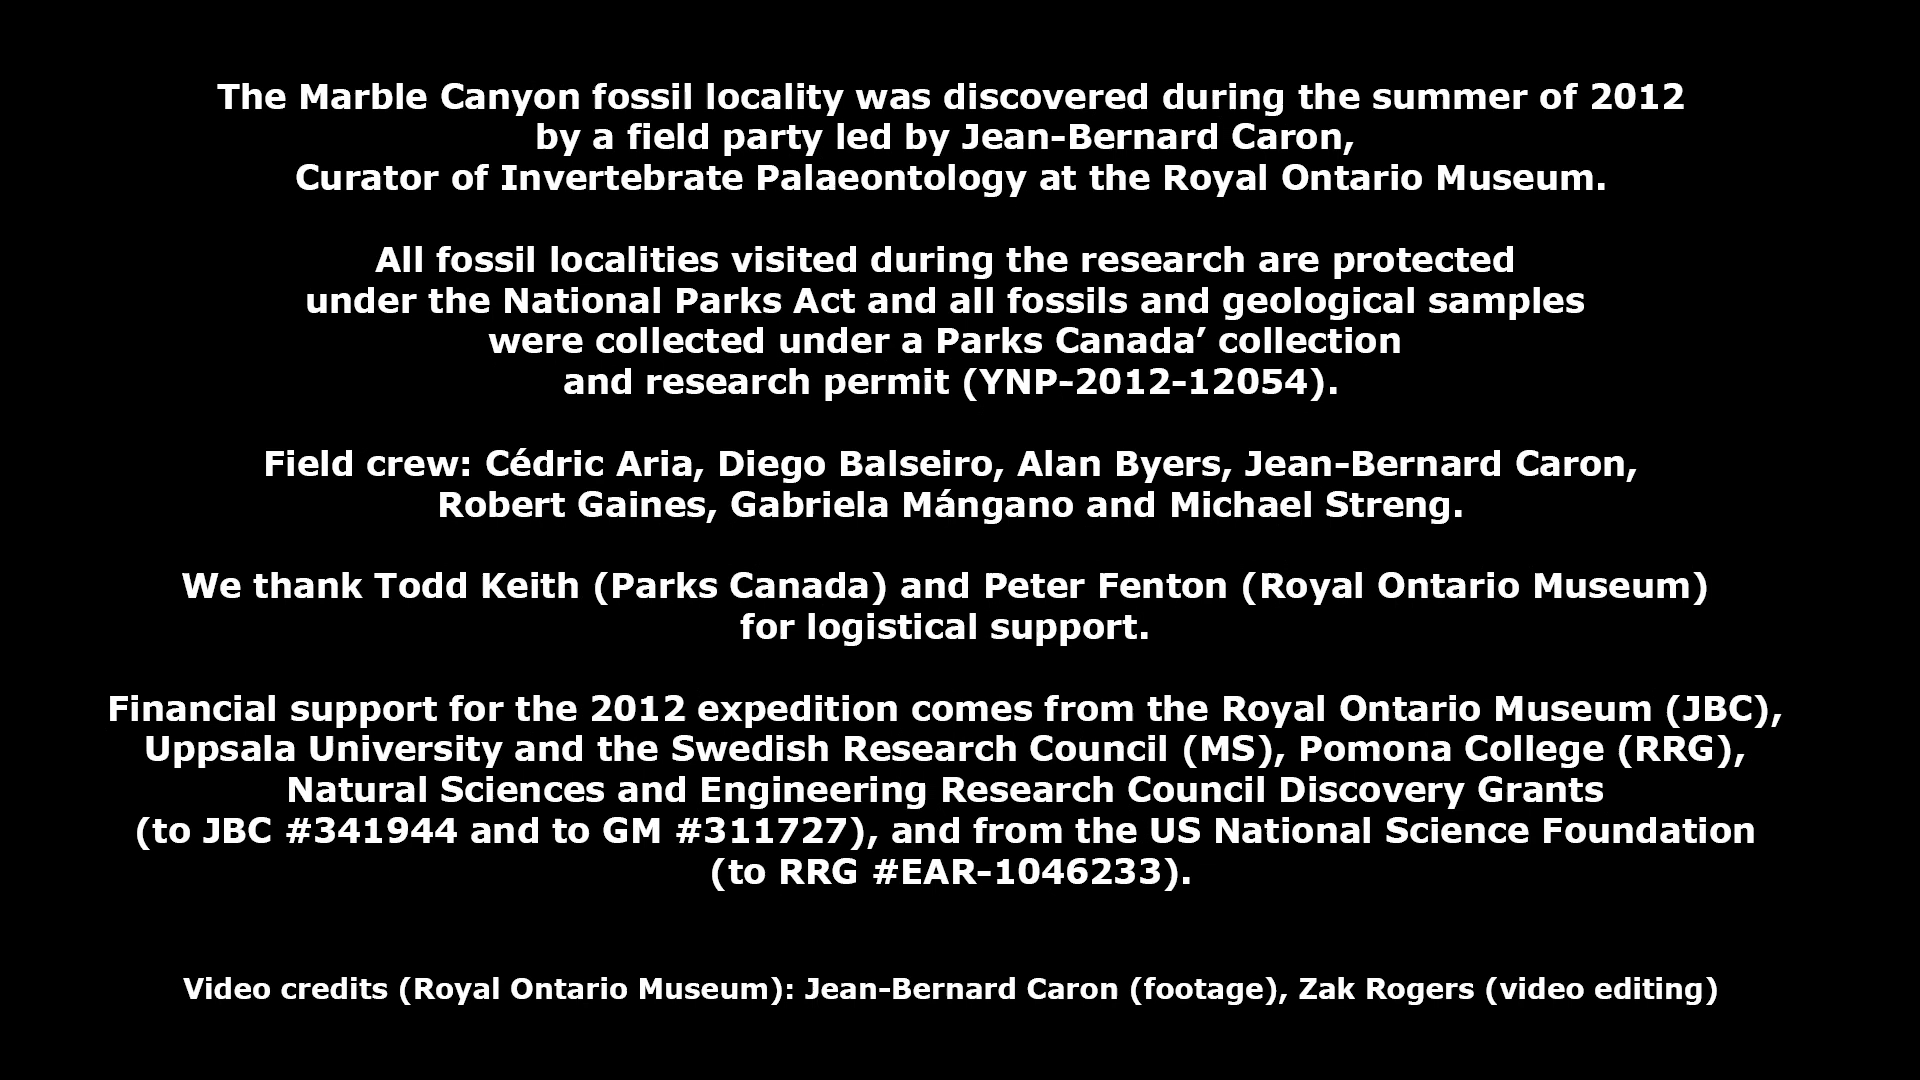 The Marble Canyon fossil locality was discovered during the summer of 2012
by a field party led by Jean-Bernard Caron,
Curator of Invertebrate Palaeontology at the Royal Ontario Museum.
All fossil localities visited during the research are protected
under the National Parks Act and all fossils and geological samples
were collected under a Parks Canada’ collection
and research permit (YNP-2012-12054).
Field crew: Cédric Aria, Diego Balseiro, Alan Byers, Jean-Bernard Caron,
Robert Gaines, Gabriela Mángano and Michael Streng.
We thank Todd Keith (Parks Canada) and Peter Fenton (Royal Ontario Museum)
for logistical support.
Financial support for the 2012 expedition comes from the Royal Ontario Museum (JBC),
Uppsala University and the Swedish Research Council (MS), Pomona College (RRG),
Natural Sciences and Engineering Research Council Discovery Grants
(to JBC #341944 and to GM #311727), and from the US National Science Foundation
(to RRG #EAR-1046233).
Video credits (Royal Ontario Museum): Jean-Bernard Caron (footage), Zak Rogers (video editing)